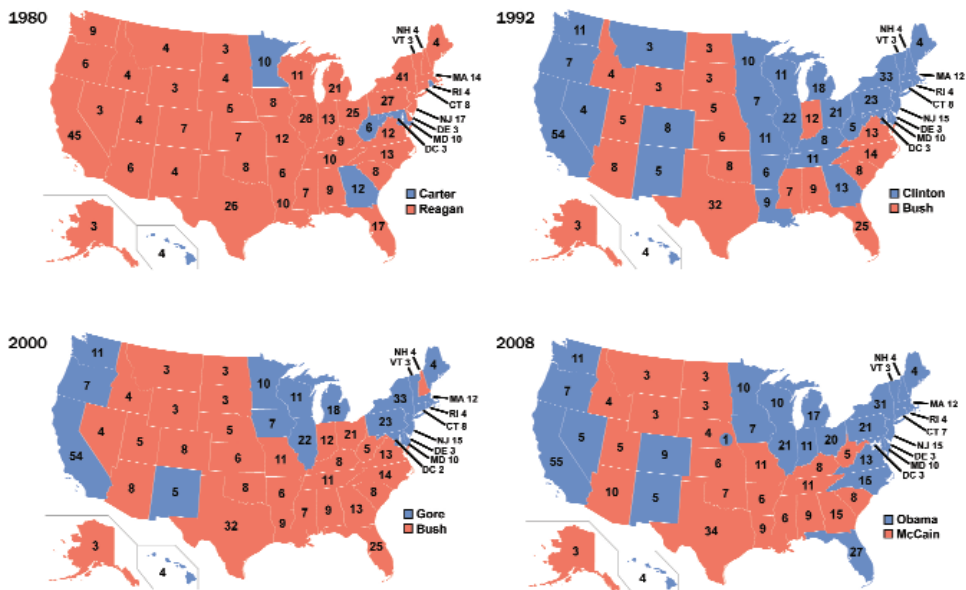 1980
NH 4
VT 3
9 4 3 10 4
6 4 3 4 11 21 41 MA 14
RI 4
CT 8
3 4 7 5 8 26 13 25 27 NJ 17
DE 3
MD 10
DC 3
45 7 12 9 6 12
6 4 8 6 10 13
26 10 7 9 12 8
17
Carter
Reagan
3
4
1992
NH 4
VT 3
11 3 3 10 4
7 4 3 3 11 18 33 MA 12
RI 4
CT 8
4 5 8 5 7 22 12 21 23 NJ 15
DE 3
MD 10
DC 3
54 6 11 8 5 13
8 5 8 6 11 14
32 9 7 9 13 8
25
Clinton
Bush
3
4
2000
NH 4
VT 3
11 3 3 10 4
7 4 3 3 11 18 33 MA 12
RI 4
CT 8
4 5 8 5 7 22 12 21 23 NJ 15
DE 3
MD 10
DC 2
54 6 11 8 5 13
8 5 8 6 11 14
32 9 7 9 13 8
25
Gore
Bush
3
4
2008
NH 4
VT 3
11 3 3 10 4
7 4 3 3 10 17 31 MA 12
RI 4
CT 7
5 5 9 4 1 7 21 11 20 21 NJ 15
DE 3
MD 10
DC 3
55 6 11 8 5 13
10 5 7 6 11 15
34 9 6 9 15 8
27
Obama
McCain
3
4